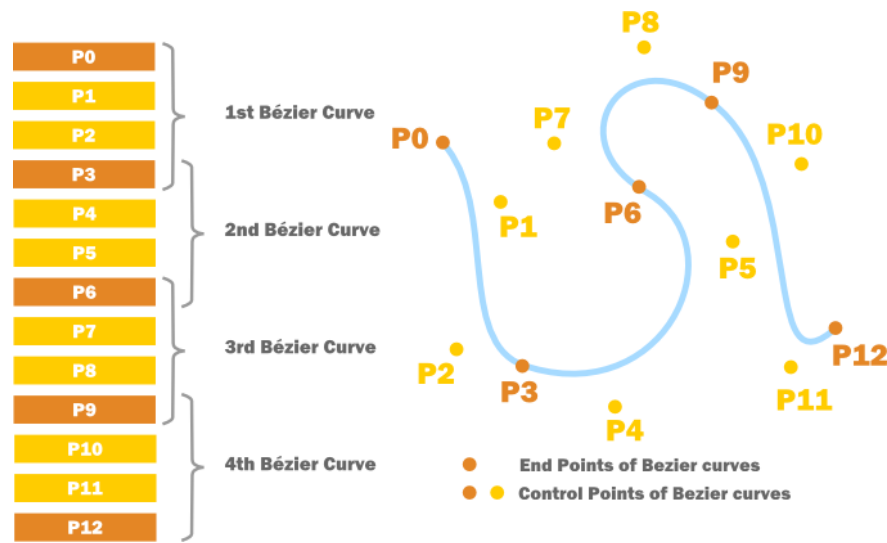 P0
P1
P2
P3
P4
P5
P6
P7
P8
P9
P10
P11
P12
1st Bézier Curve
2nd Bézier Curve
3rd Bézier Curve
4th Bézier Curve
P8
P9
P7
P10
P0
P6
P1
P5
P2
P3
P12
P11
P4
End Points of Bezier curves
Control Points of Bezier curves